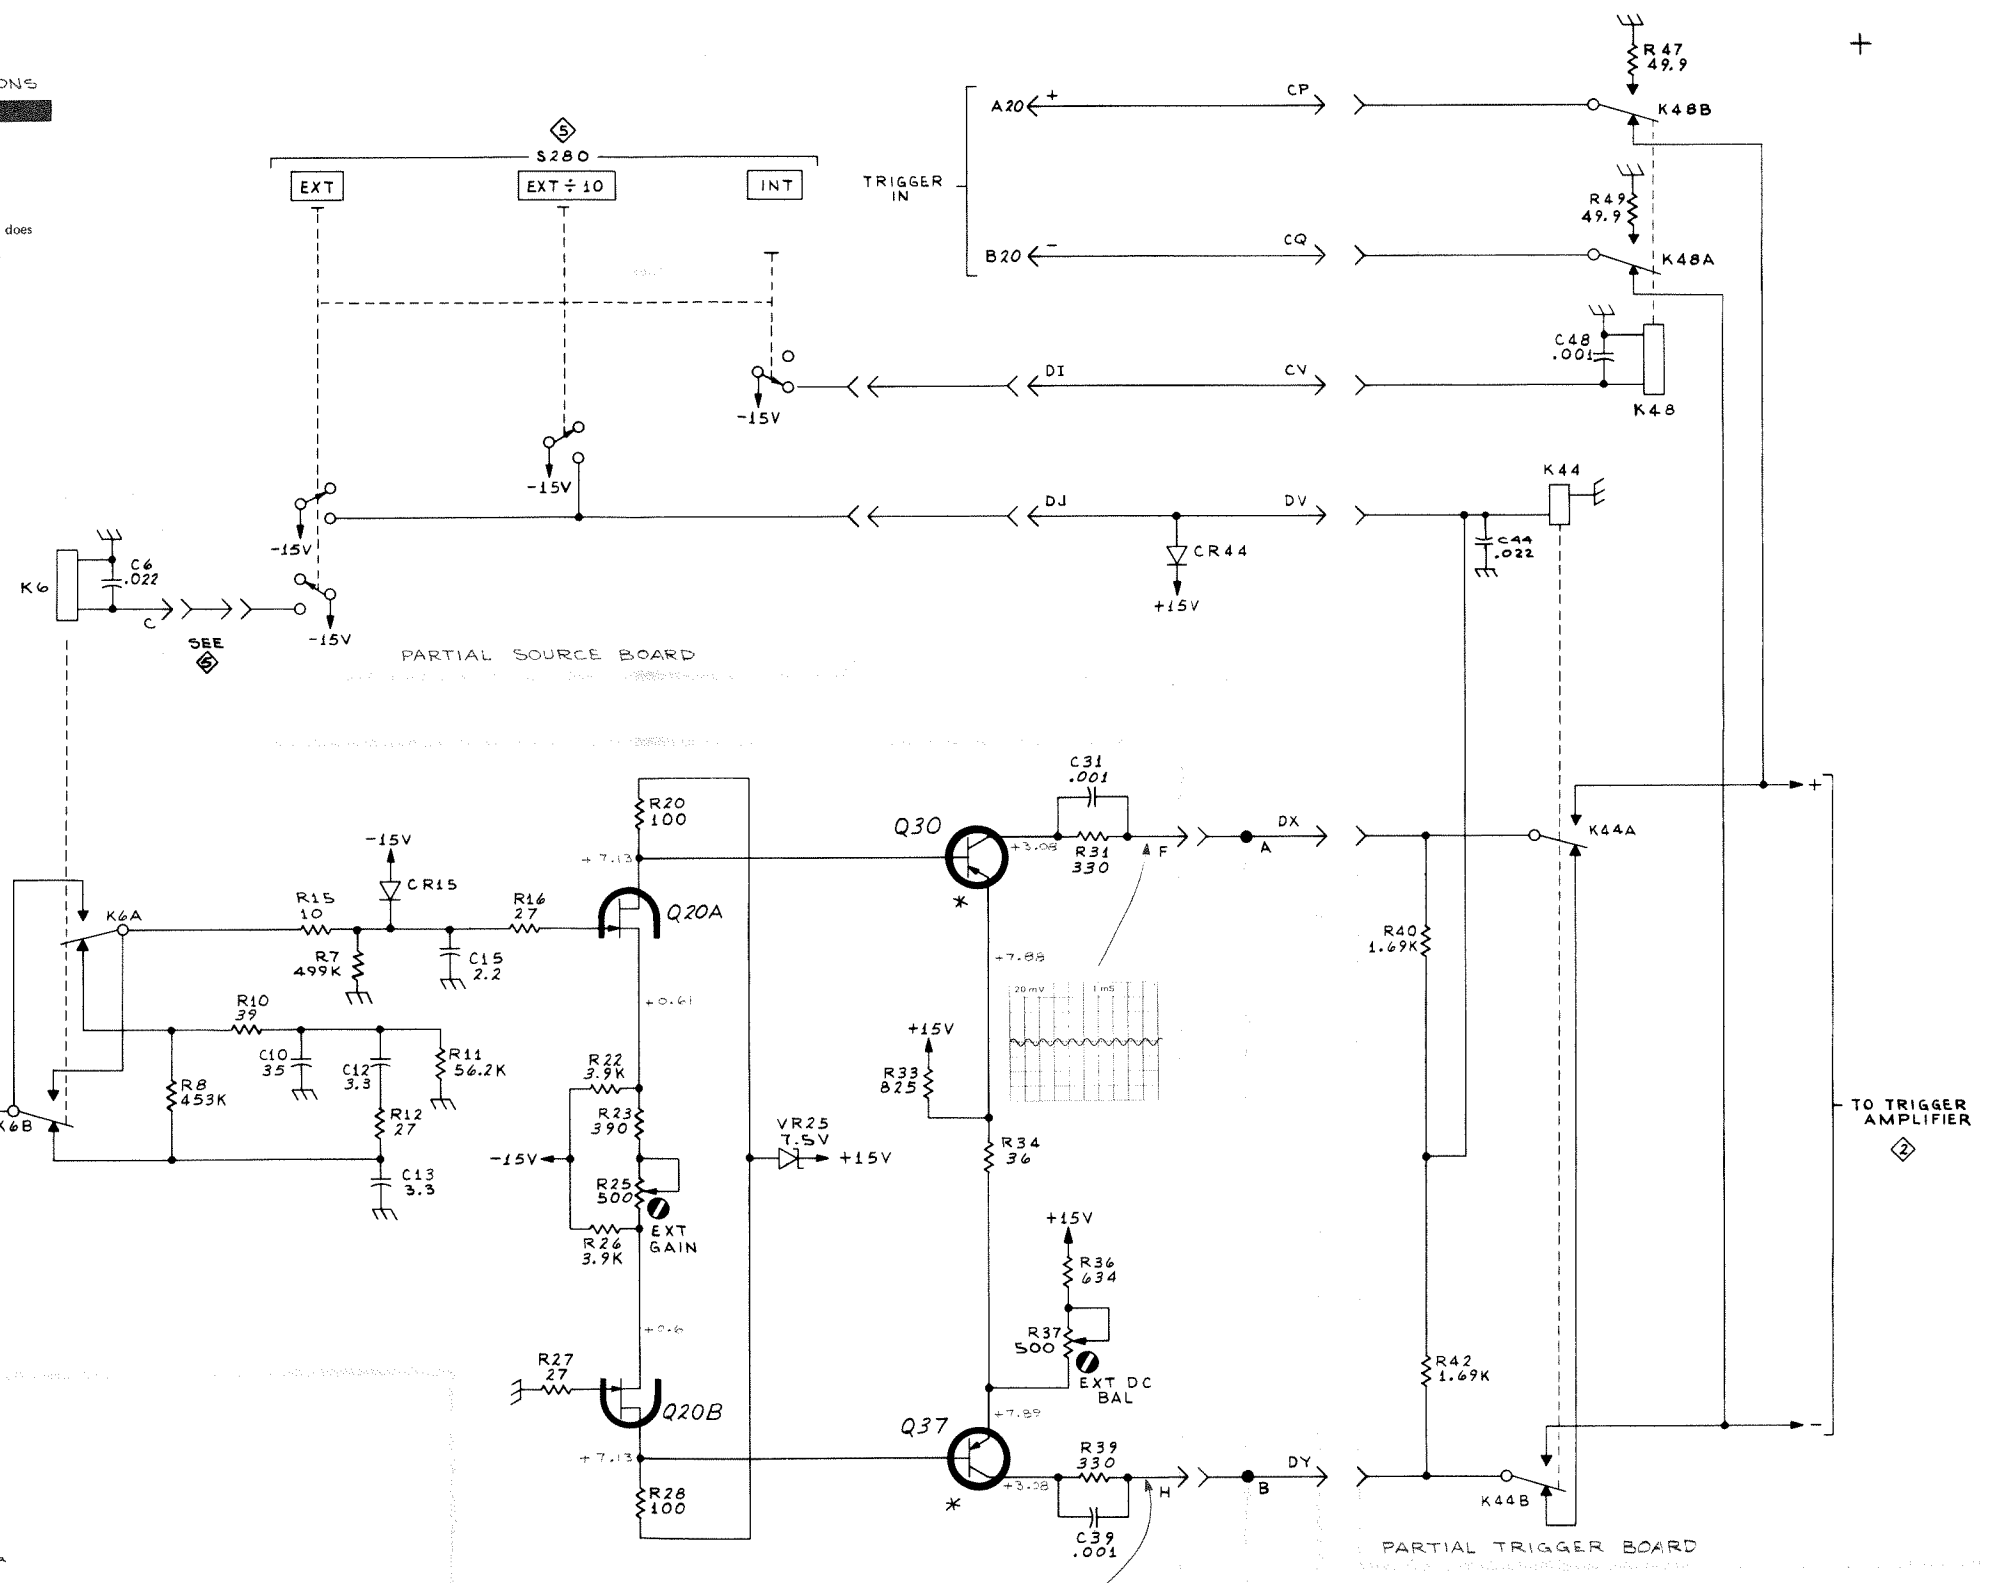 ONS
does
+
S280
5
EXT
EXT ÷ 10
INT
TRIGGER
IN
A20
+
CP
R47
49.9
K48B
B20
-
CQ
R49
49.9
K48A
C48
.001
K48
DI
CV
-15V
-15V
-15V
-15V
DJ
DV
K44
CR44
+15V
C44
.022
K6
C6
.022
C
SEE
5
PARTIAL SOURCE BOARD
C31
.001
R20
100
Q30
+7.13
+3.08
R31
330
F
A
DX
K44A
+
-15V
CR15
K6A
R15
10
R16
27
Q20A
*
R7
499K
C15
2.2
R40
1.69K
+7.88
20 mV
1 mS
R10
39
+0.61
+15V
C10
35
C12
3.3
R11
56.2K
R22
3.9K
R33
825
R8
453K
R12
27
R23
390
K6B
VR25
7.5V
R34
36
TO TRIGGER
AMPLIFIER
2
-15V
+15V
C13
3.3
R25
500
EXT
GAIN
R26
3.9K
+15V
R36
634
R37
500
EXT DC
BAL
+0.6
R27
27
R42
1.69K
Q20B
+7.89
Q37
-
+7.13
R39
330
+3.08
H
B
DY
K44B
R28
100
*
C39
.001
PARTIAL TRIGGER BOARD